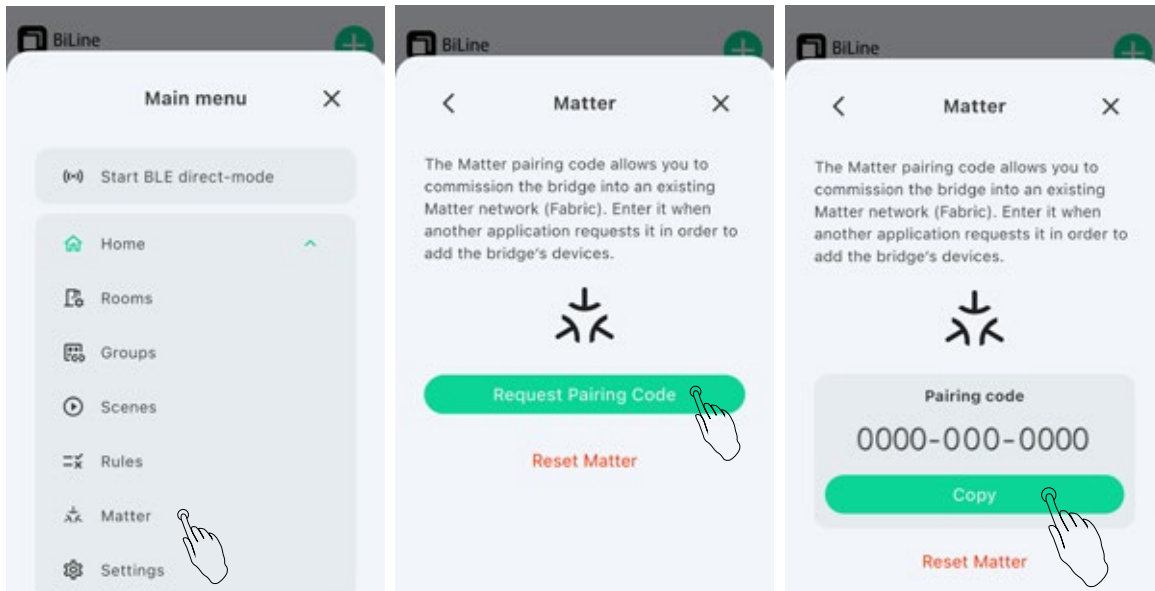 BiLine
Main menu
Start BLE direct-mode
Home
Rooms
Groups
Scenes
Rules
Matter
Settings
BiLine
Matter
The Matter pairing code allows you to
commission the bridge into an existing
Matter network (Fabric). Enter it when
another application requests it in order to
add the bridge's devices.
Request Pairing Code
Reset Matter
BiLine
Matter
The Matter pairing code allows you to
commission the bridge into an existing
Matter network (Fabric). Enter it when
another application requests it in order to
add the bridge's devices.
Pairing code
0000-000-0000
Copy
Reset Matter